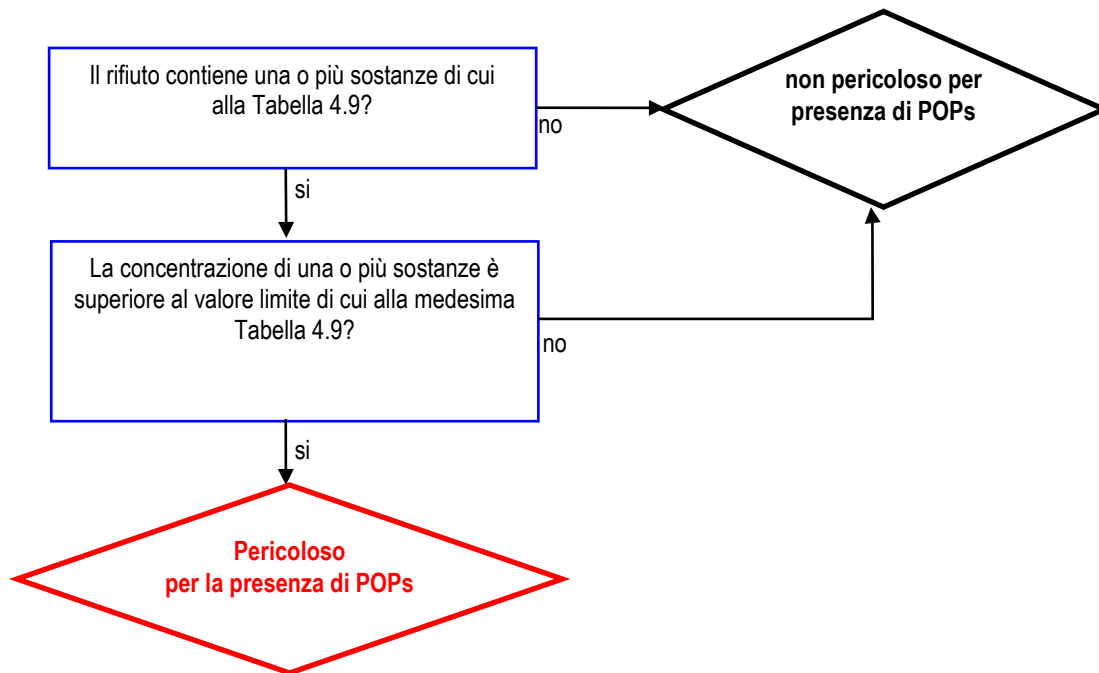 Il rifiuto contiene una o più sostanze di cui
alla Tabella 4.9?
no
non pericoloso per
presenza di POPs
si
La concentrazione di una o più sostanze è
superiore al valore limite di cui alla medesima
Tabella 4.9?
no
si
Pericoloso
per la presenza di POPs